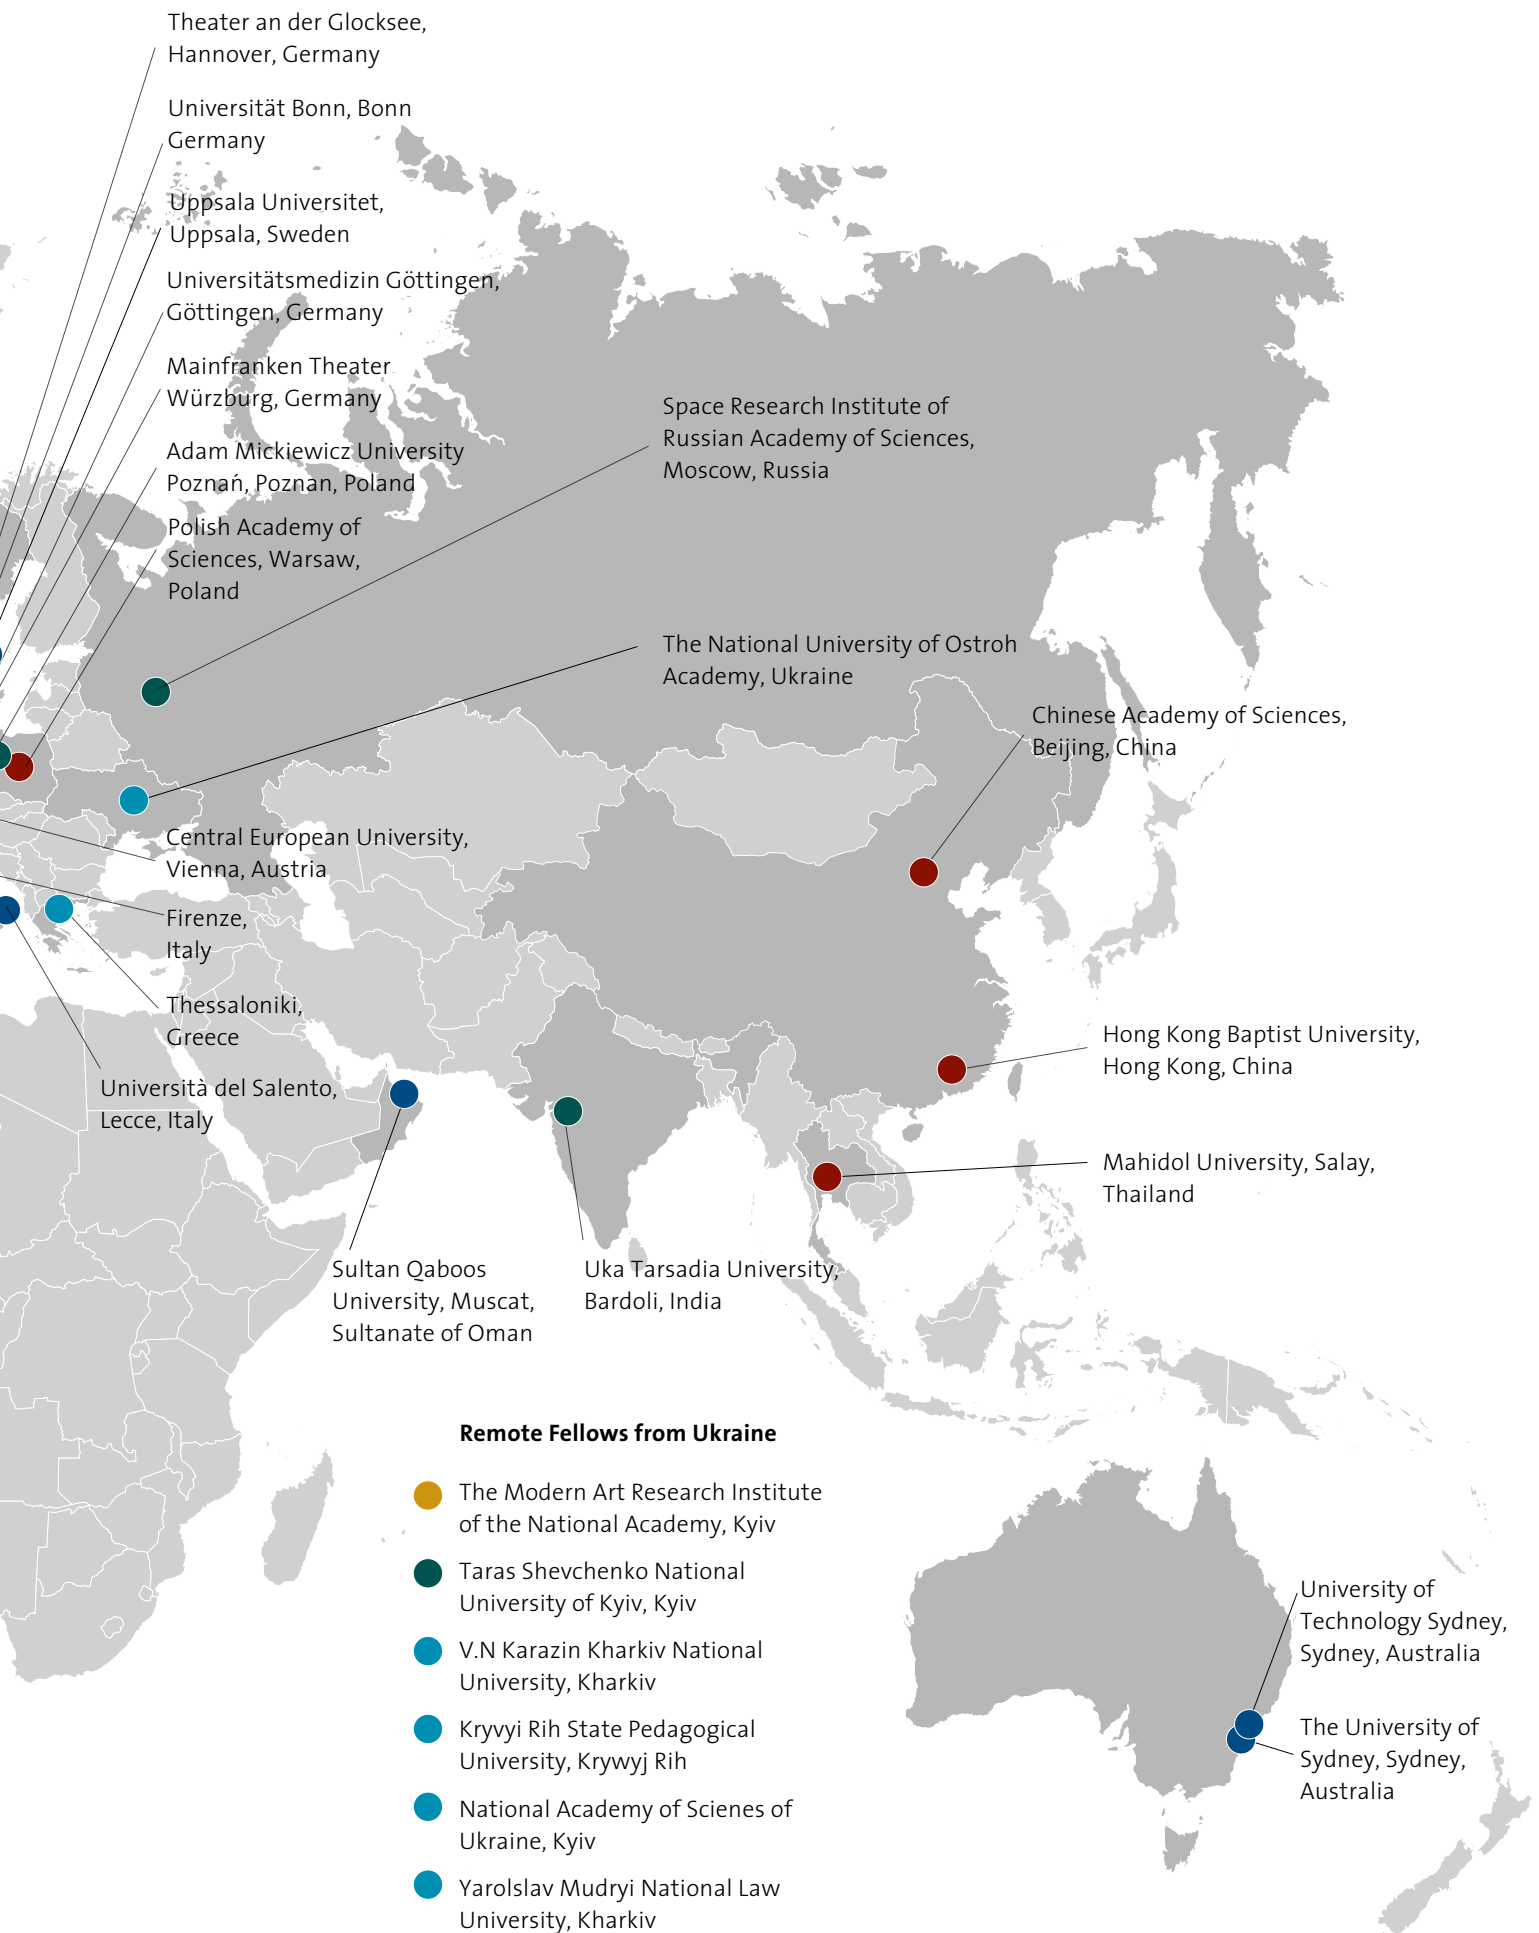 Theater an der Glocksee,
Hannover, Germany
Universität Bonn, Bonn
Germany
Uppsala Universitet,
Uppsala, Sweden
Universitätsmedizin Göttingen,
Göttingen, Germany
Mainfranken Theater
Würzburg, Germany
Adam Mickiewicz University
Poznań, Poznan, Poland
Polish Academy of
Sciences, Warsaw,
Poland
Space Research Institute of
Russian Academy of Sciences,
Moscow, Russia
The National University of Ostroh
Academy, Ukraine
Chinese Academy of Sciences,
Beijing, China
Central European University,
Vienna, Austria
Firenze,
Italy
Thessaloniki,
Greece
Università del Salento,
Lecce, Italy
Hong Kong Baptist University,
Hong Kong, China
Mahidol University, Salay,
Thailand
Sultan Qaboos
University, Muscat,
Sultanate of Oman
Uka Tarsadia University,
Bardoli, India
Remote Fellows from Ukraine
The Modern Art Research Institute
of the National Academy, Kyiv
Taras Shevchenko National
University of Kyiv, Kyiv
V.N Karazin Kharkiv National
University, Kharkiv
Kryvyi Rih State Pedagogical
University, Krywyj Rih
National Academy of Scienes of
Ukraine, Kyiv
Yarolslav Mudryi National Law
University, Kharkiv
University of
Technology Sydney,
Sydney, Australia
The University of
Sydney, Sydney,
Australia